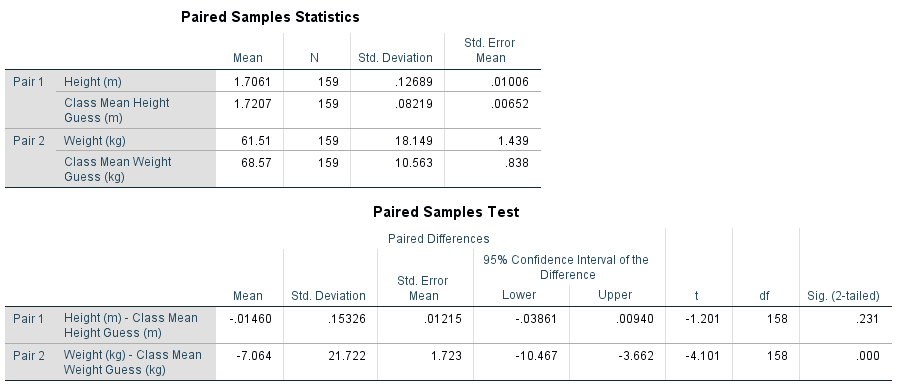 Paired Samples Statistics
Mean N Std. Deviation Std. Error Mean
Pair 1 Height (m) 1.7061 159 .12689 .01006
Class Mean Height Guess (m) 1.7207 159 .08219 .00652
Pair 2 Weight (kg) 61.51 159 18.149 1.439
Class Mean Weight Guess (kg) 68.57 159 10.563 .838
Paired Samples Test
Paired Differences
95% Confidence Interval of the Difference
Mean Std. Deviation Std. Error Mean Lower Upper t df Sig. (2-tailed)
Pair 1 Height (m) - Class Mean Height Guess (m) -.01460 .15326 .01215 -.03861 .00940 -1.201 158 .231
Pair 2 Weight (kg) - Class Mean Weight Guess (kg) -7.064 21.722 1.723 -10.467 -3.662 -4.101 158 .000